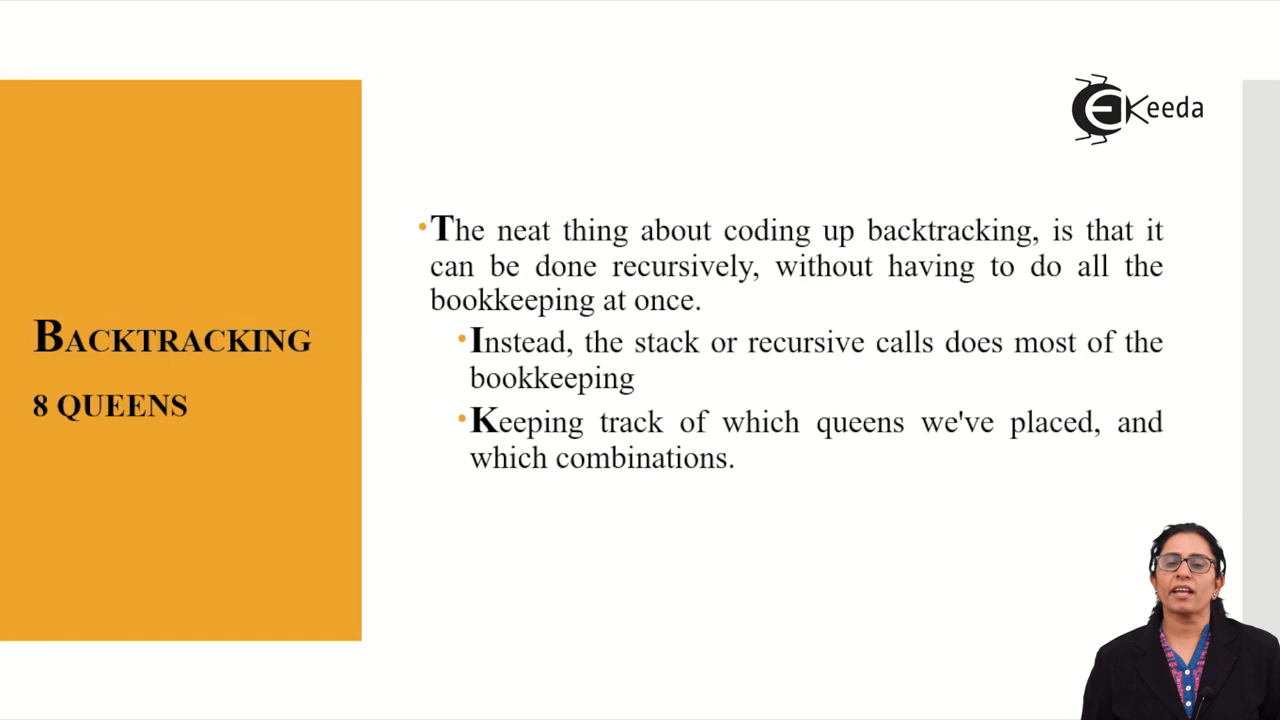 EKeeda
The neat thing about coding up backtracking, is that it
can be done recursively, without having to do all the
bookkeeping at once.
Instead, the stack or recursive calls does most of the
bookkeeping
Keeping track of which queens we've placed, and
which combinations.
BACKTRACKING
8 QUEENS